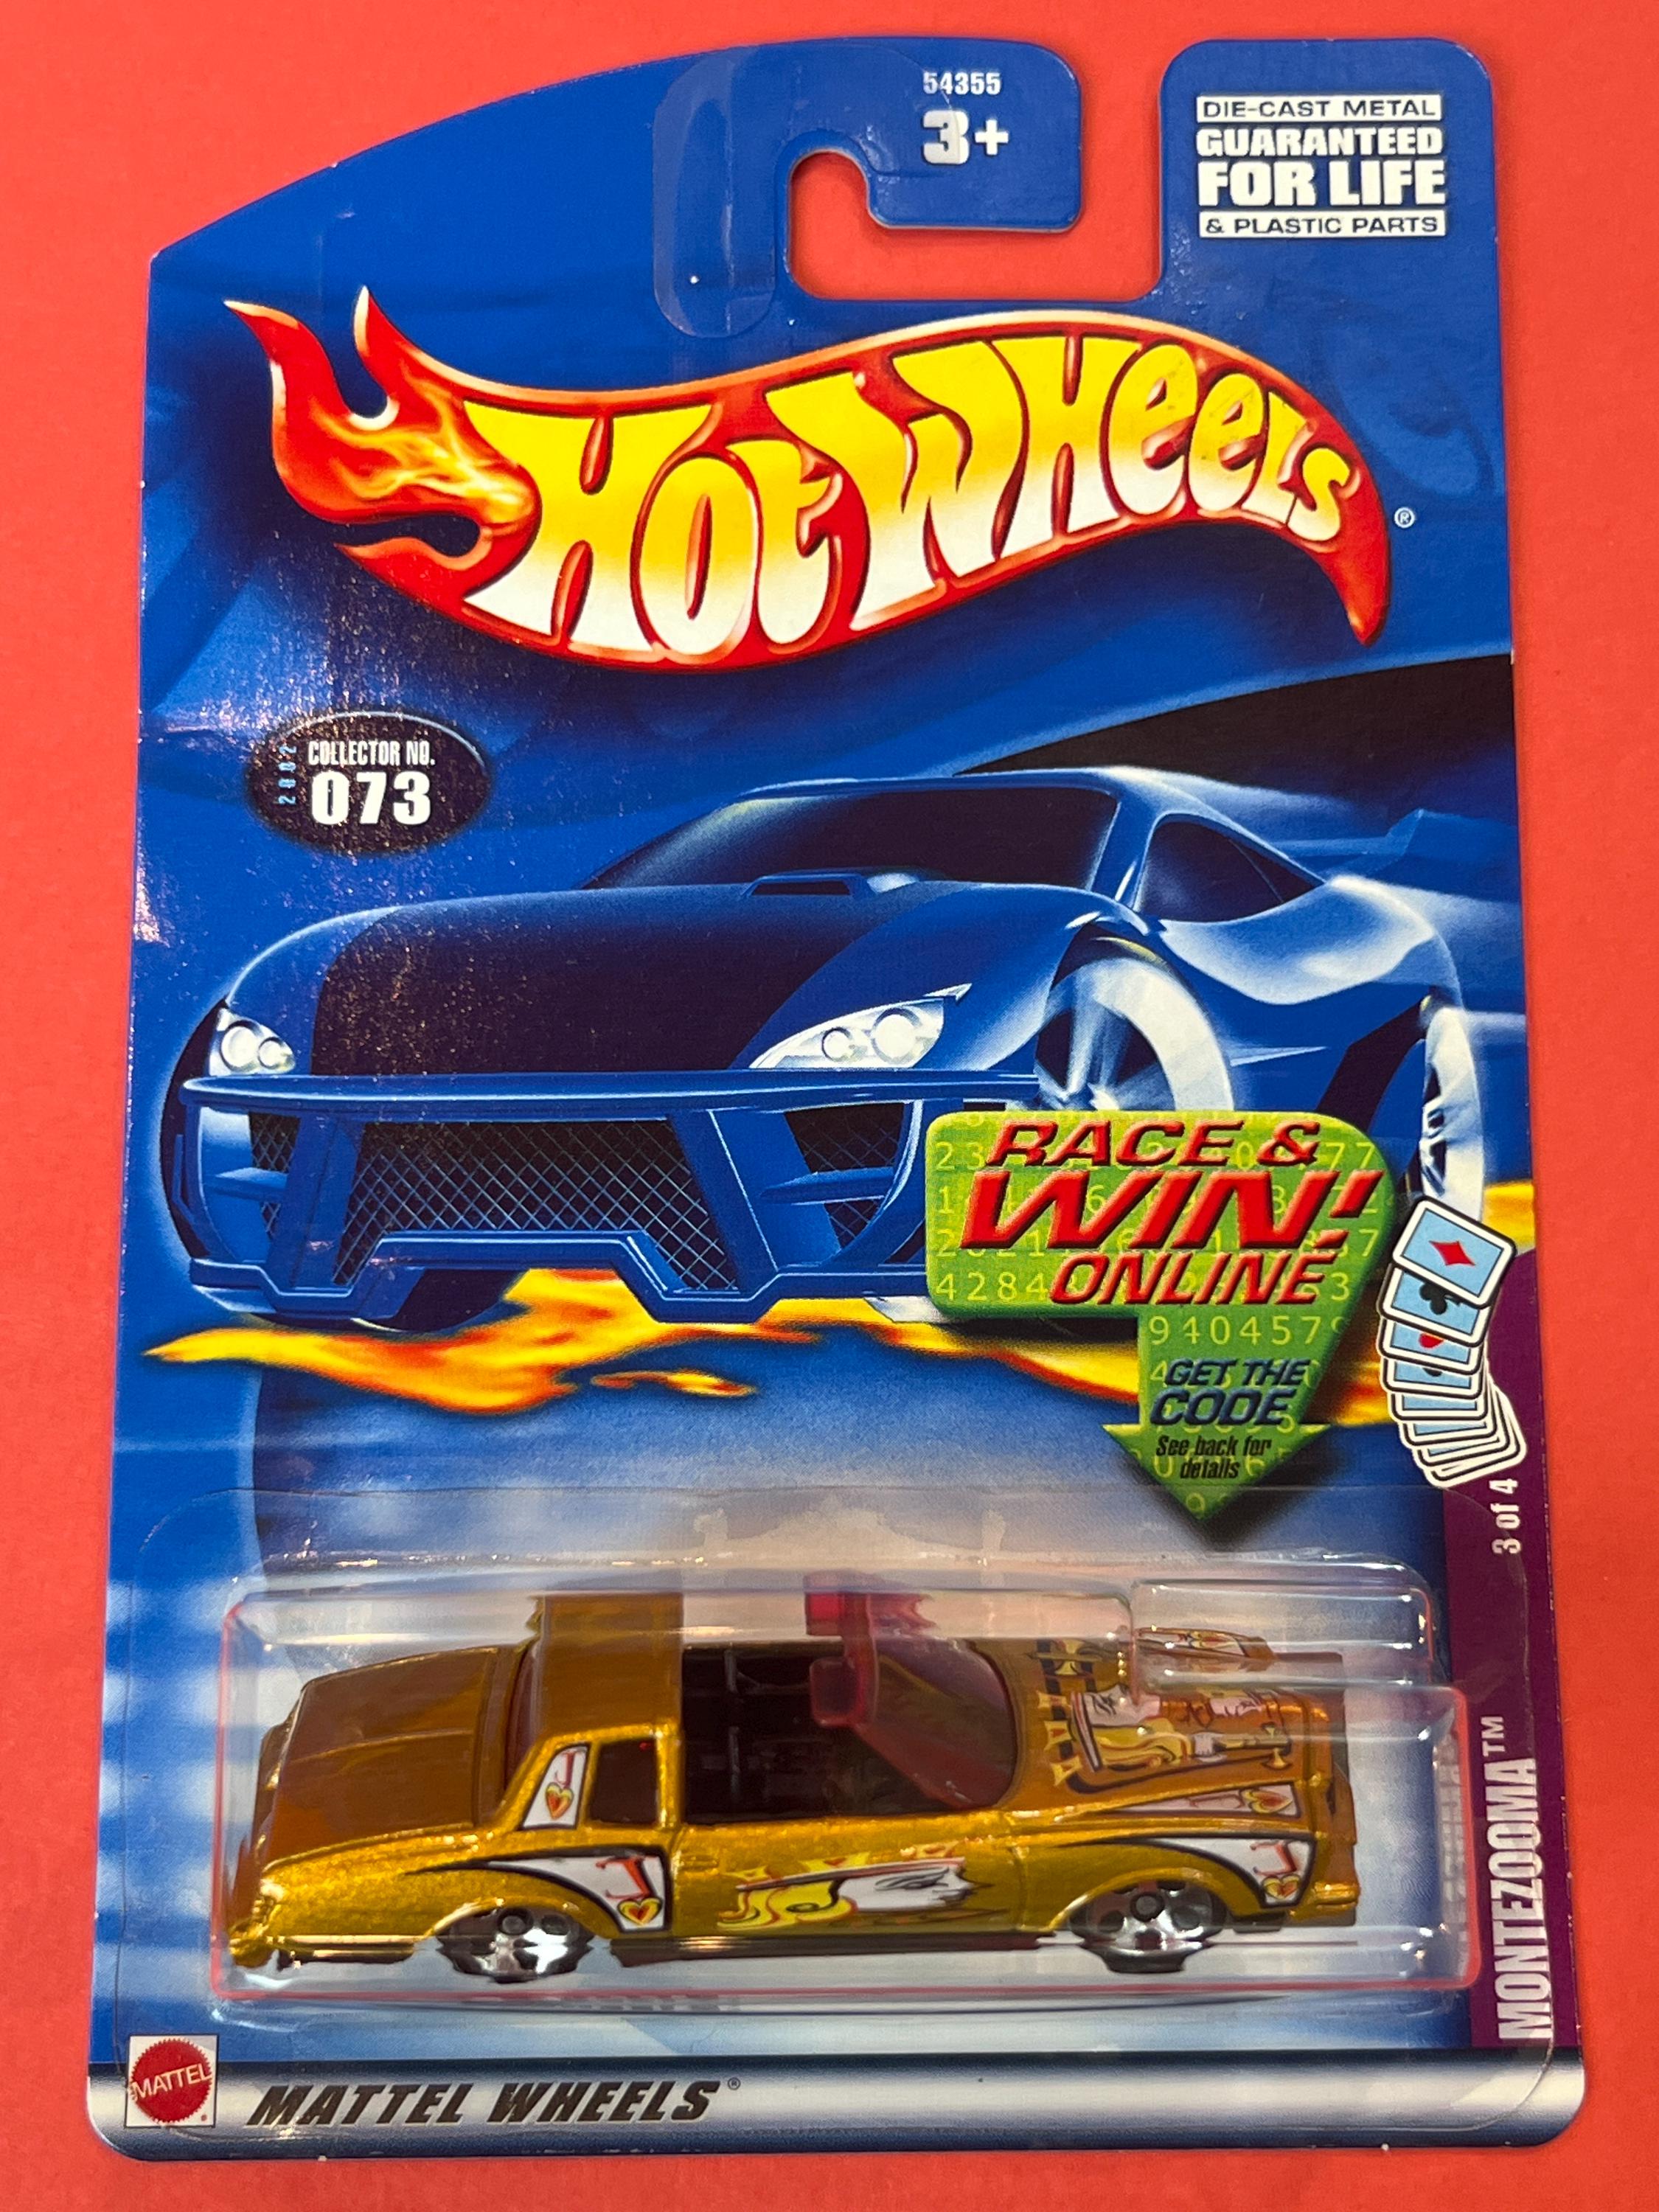 54355
3+
DIE-CAST METAL
GUARANTEED
FOR LIFE
& PLASTIC PARTS
HOT WHEELS
®
2002
COLLECTOR NO.
073
RACE &
WIN!
ONLINE
9404579
GET THE
CODE
See back for
details
3 of 4
MONTEZOOMA™
J
J
J
J
MATTEL
MATTEL WHEELS®